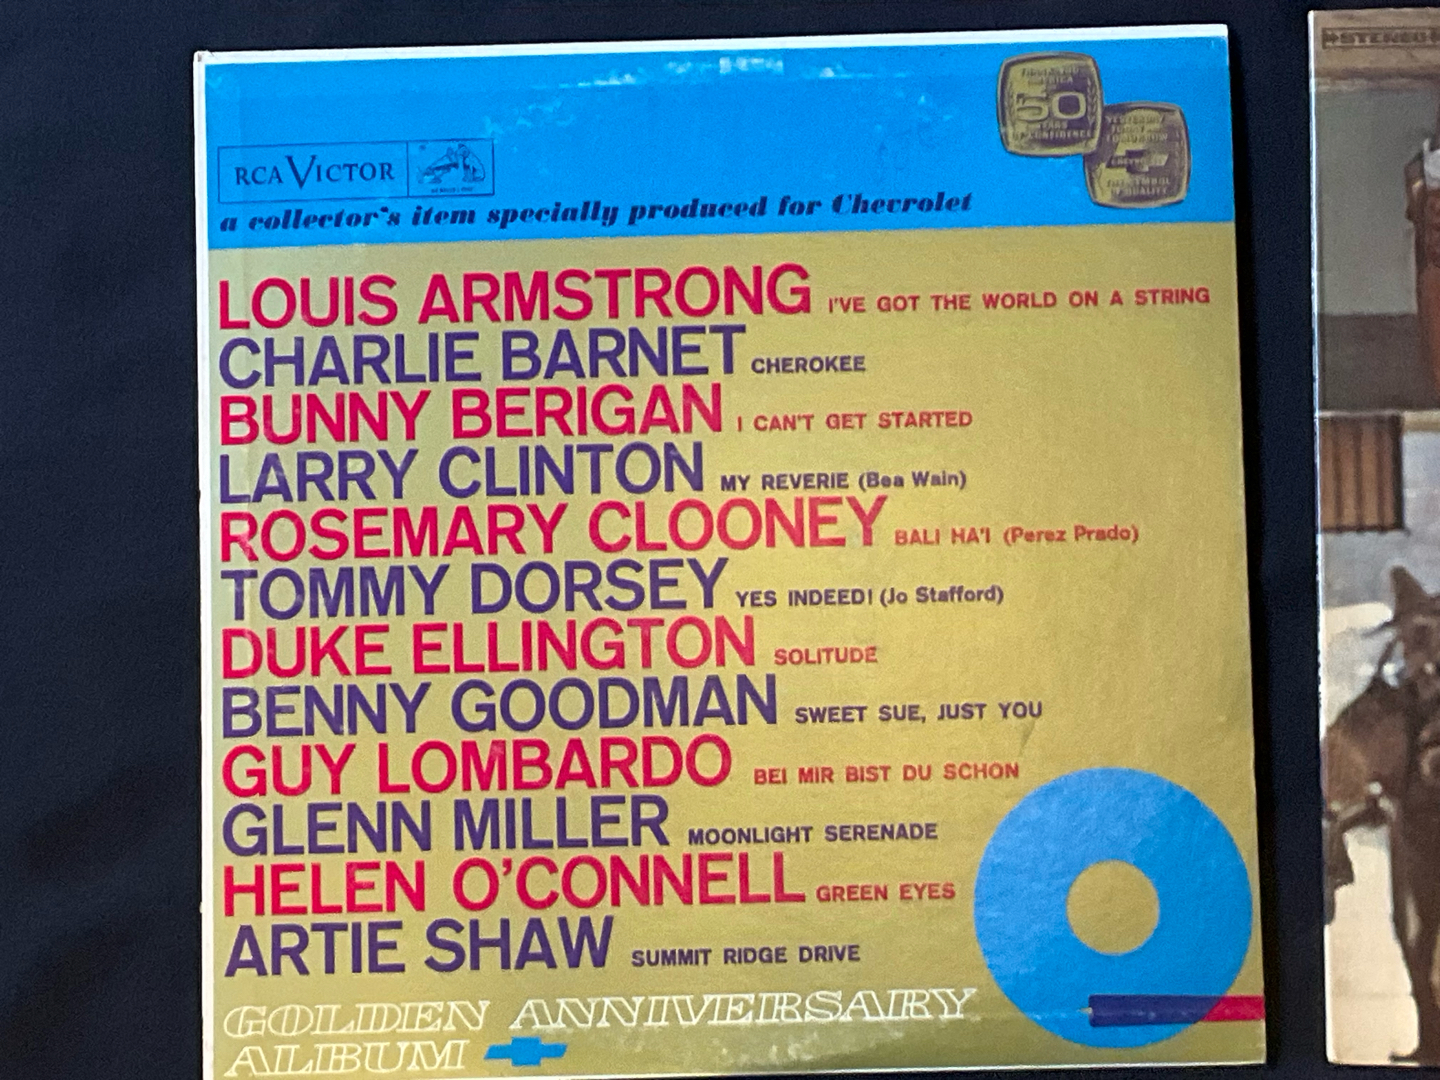 STEREO
RCA VICTOR
50
a collector's item specially produced for Chevrolet
LOUIS ARMSTRONG I'VE GOT THE WORLD ON A STRING
CHARLIE BARNET CHEROKEE
BUNNY BERIGAN I CAN'T GET STARTED
LARRY CLINTON MY REVERIE (Bea Wain)
ROSEMARY CLOONEY BALI HA'I (Perez Prado)
TOMMY DORSEY YES INDEED! (Jo Stafford)
DUKE ELLINGTON SOLITUDE
BENNY GOODMAN SWEET SUE, JUST YOU
GUY LOMBARDO BEI MIR BIST DU SCHON
GLENN MILLER MOONLIGHT SERENADE
HELEN O'CONNELL GREEN EYES
ARTIE SHAW SUMMIT RIDGE DRIVE
GOLDEN ANNIVERSARY
ALBUM